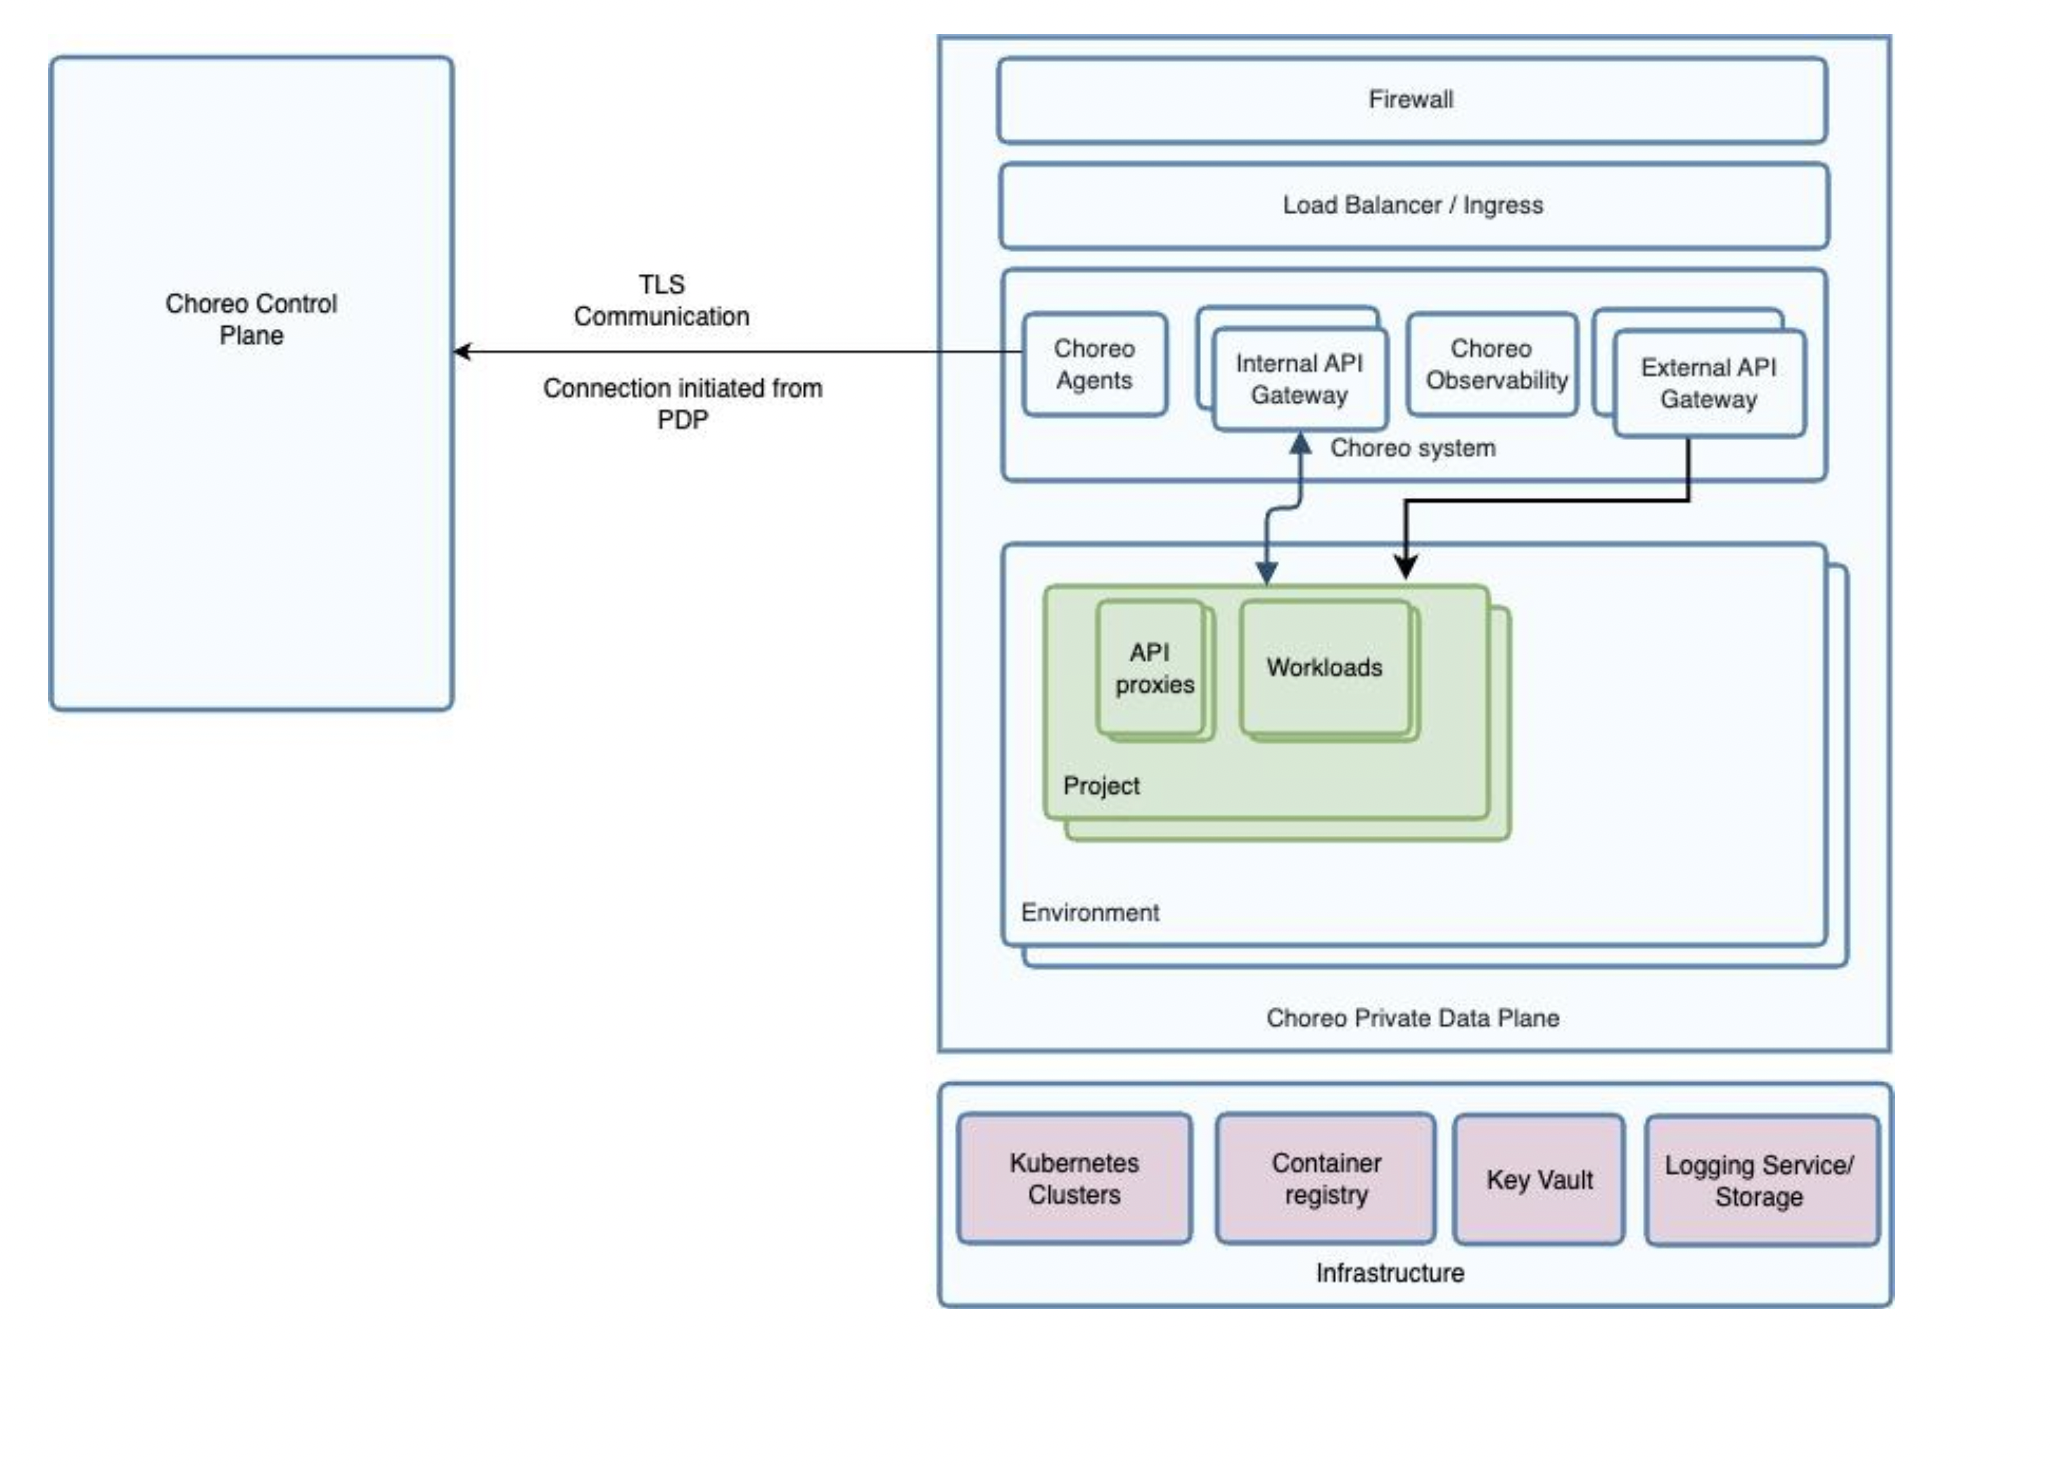 Choreo Control
Plane
TLS
Communication
Connection initiated from
PDP
Firewall
Load Balancer / Ingress
Choreo
Agents
Internal API
Gateway
Choreo
Observability
External API
Gateway
Choreo system
API
proxies
Workloads
Project
Environment
Choreo Private Data Plane
Kubernetes
Clusters
Container
registry
Key Vault
Logging Service/
Storage
Infrastructure